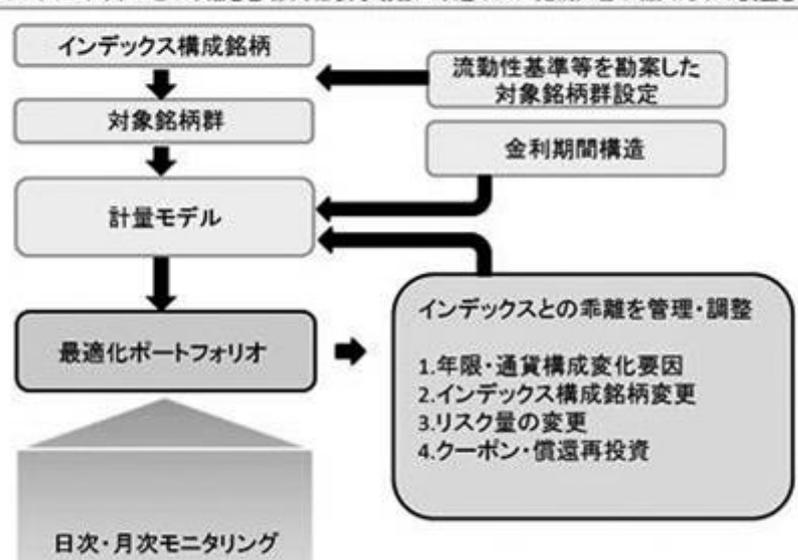 インデックス構成銘柄
流動性基準等を勘案した
対象銘柄群設定
対象銘柄群
金利期間構造
計量モデル
インデックスとの乖離を管理・調整
最適化ポートフォリオ
1.年限・通貨構成変化要因
2.インデックス構成銘柄変更
3.リスク量の変更
4.クーポン・償還再投資
日次・月次モニタリング